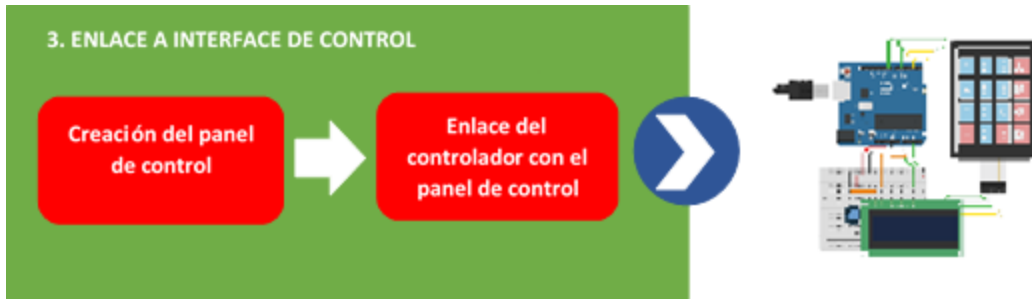 3. ENLACE A INTERFACE DE CONTROL
Creación del panel
de control
Enlace del
controlador con el
panel de control